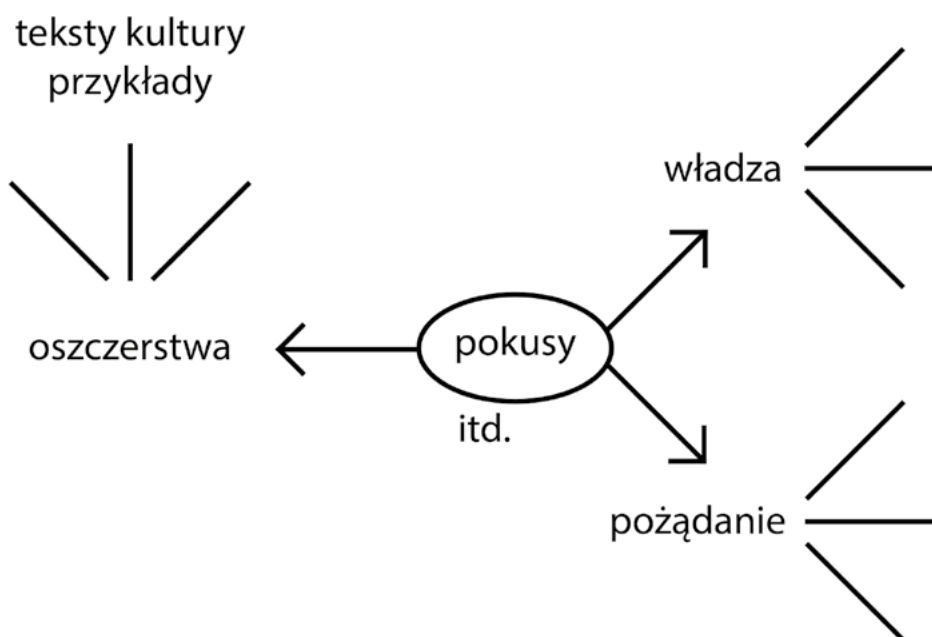 teksty kultury
przykłady
władza
oszczerstwa
pokusy
itd.
pożądanie